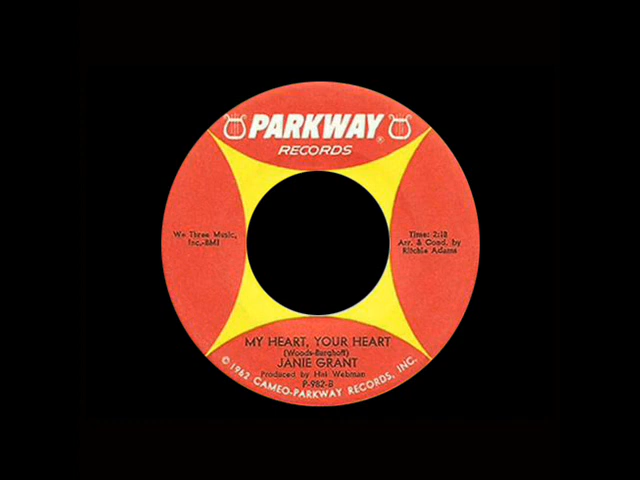 PARKWAY®
RECORDS
We Three Music,
Inc.-BMI
Time: 2:18
Arr. & Cond. by
Ritchie Adams
MY HEART, YOUR HEART
(Woods-Barghoff)
JANIE GRANT
Produced by Hal Webman
P-982-B
© 1962 CAMEO-PARKWAY RECORDS, INC.